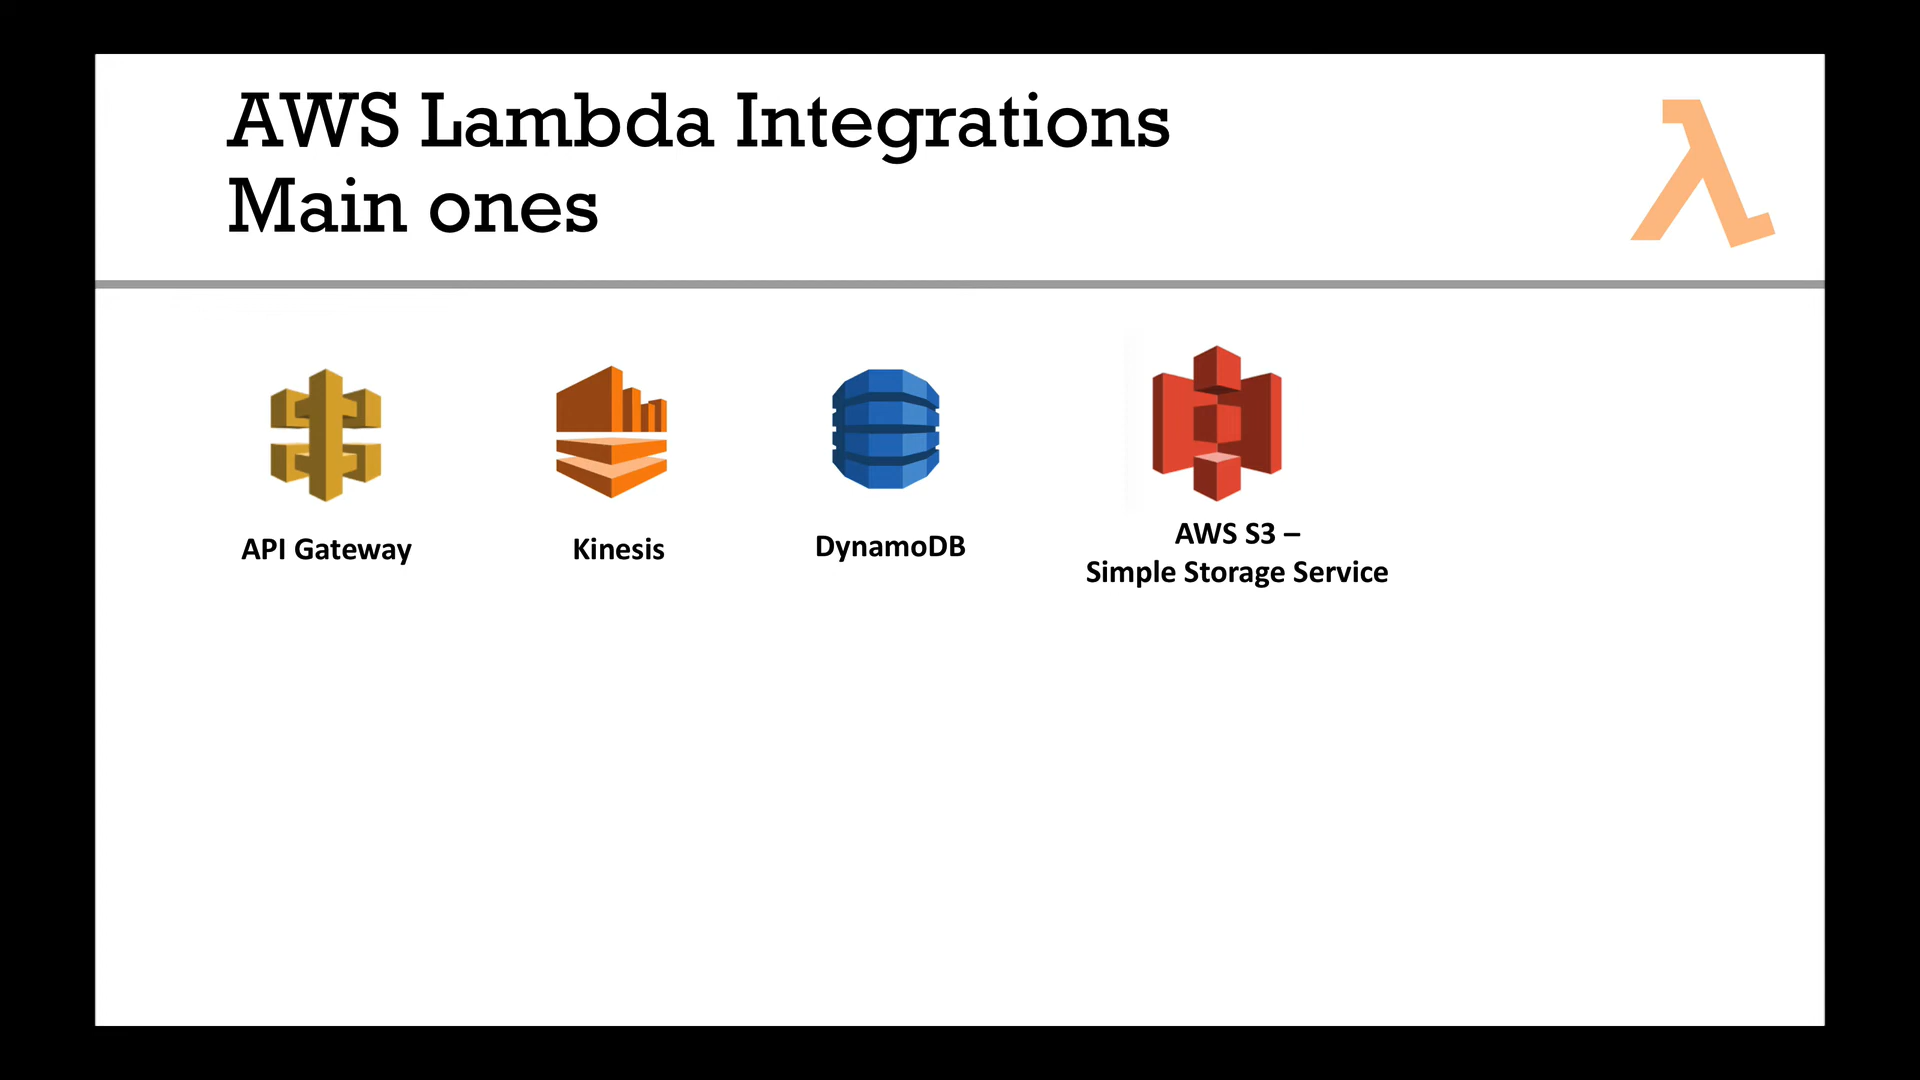 AWS Lambda Integrations
Main ones
API Gateway
Kinesis
DynamoDB
AWS S3 –
Simple Storage Service